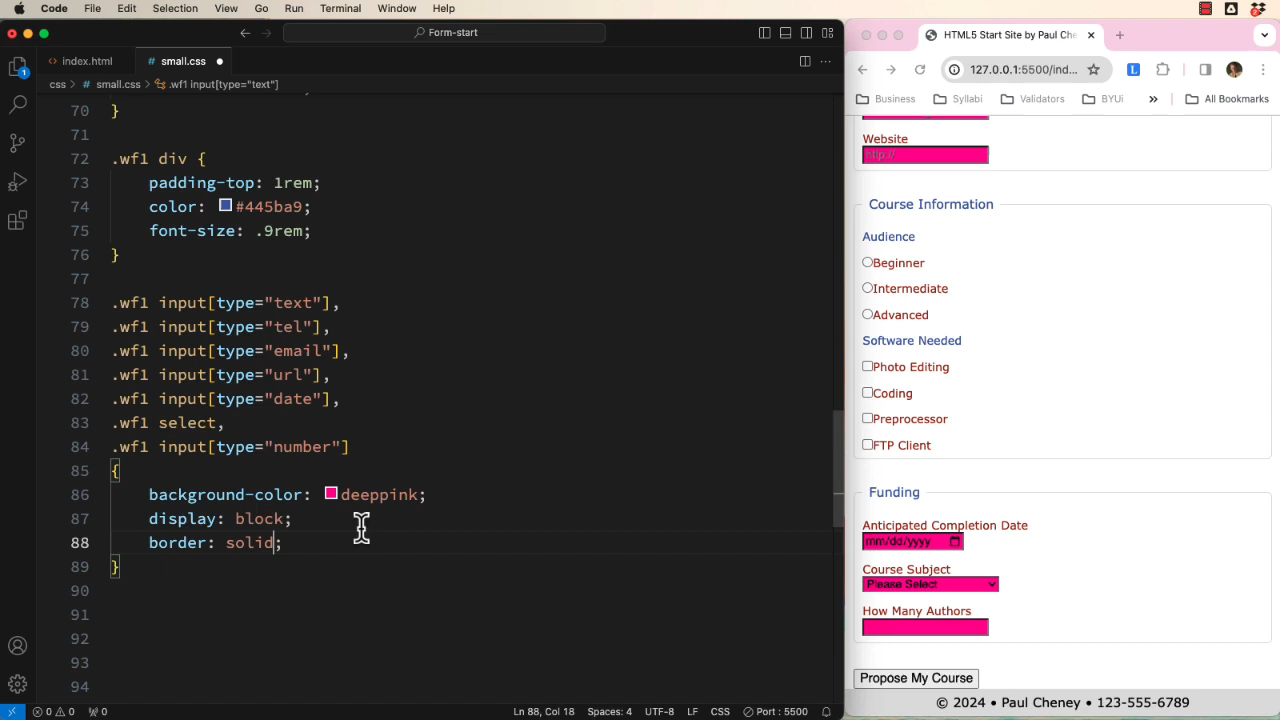 Code File Edit Selection View Go Run Terminal Window Help
Form-start
index.html
small.css
css > small.css > .wf1 input[type="text"]
70 }
71
72 .wf1 div {
73 padding-top: 1rem;
74 color: #445ba9;
75 font-size: .9rem;
76 }
77
78 .wf1 input[type="text"],
79 .wf1 input[type="tel"],
80 .wf1 input[type="email"],
81 .wf1 input[type="url"],
82 .wf1 input[type="date"],
83 .wf1 select,
84 .wf1 input[type="number"]
85 {
86 background-color: deeppink;
87 display: block;
88 border: solid;
89 }
90
91
92
93
94
1
0 0 0
Ln 88, Col 18 Spaces: 4 UTF-8 LF CSS Port : 5500
HTML5 Start Site by Paul Che
127.0.0.1:5500/ind...
Business Syllabi Validators BYUi » All Bookmarks
Website
http://
Course Information
Audience
Beginner
Intermediate
Advanced
Software Needed
Photo Editing
Coding
Preprocessor
FTP Client
Funding
Anticipated Completion Date
mm/dd/yyyy
Course Subject
Please Select
How Many Authors
Propose My Course
© 2024 • Paul Cheney • 123-555-6789